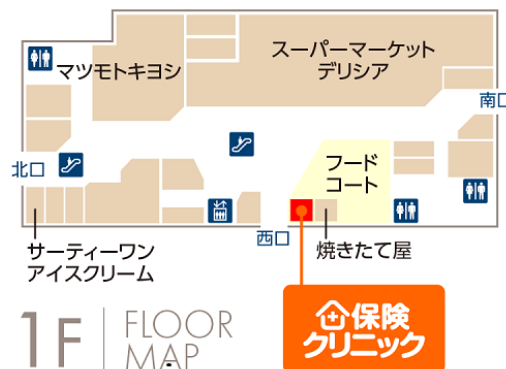 スーパーマーケット
デリシア
マツモトキヨシ
南口
北口
フード
コート
西口
焼きたて屋
サーティーワン
アイスクリーム
保険
クリニック
1F
FLOOR
MAP